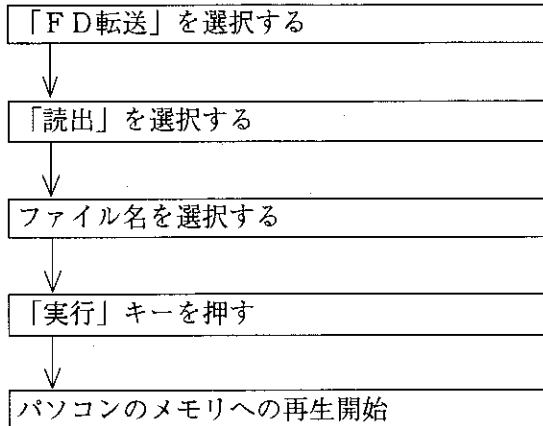 「ＦＤ転送」を選択する
「読出」を選択する
ファイル名を選択する
「実行」キーを押す
パソコンのメモリへの再生開始